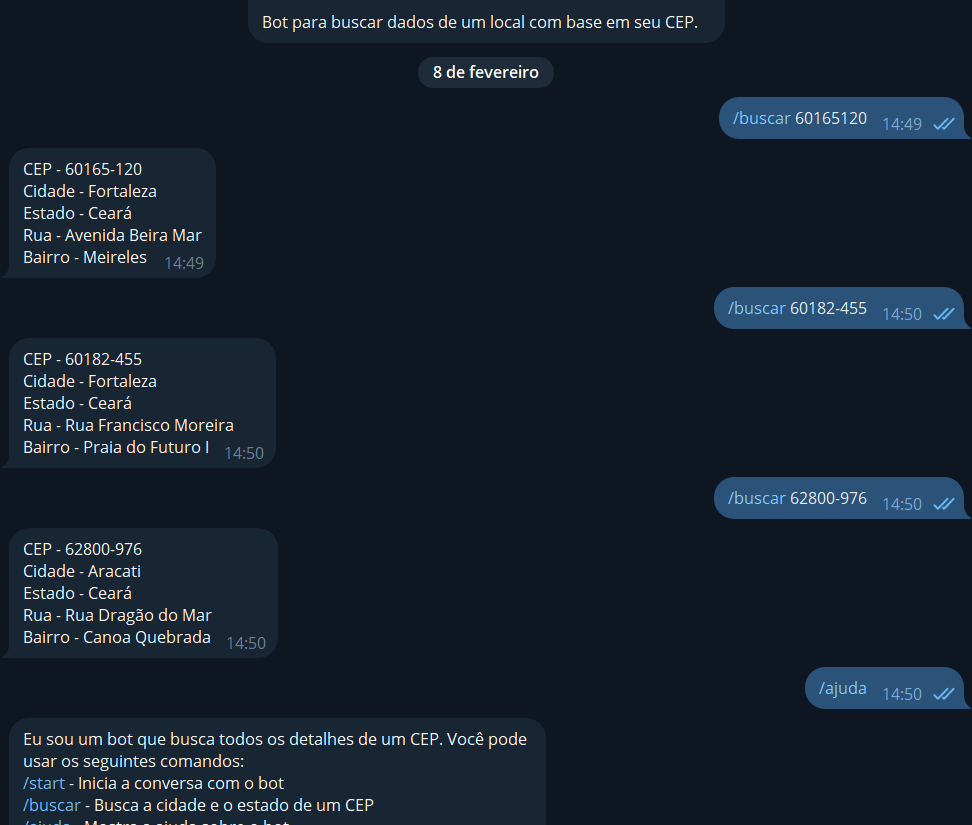 Bot para buscar dados de um local com base em seu CEP.
8 de fevereiro
/buscar 60165120 14:49
CEP - 60165-120
Cidade - Fortaleza
Estado - Ceará
Rua - Avenida Beira Mar
Bairro - Meireles 14:49
/buscar 60182-455 14:50
CEP - 60182-455
Cidade - Fortaleza
Estado - Ceará
Rua - Rua Francisco Moreira
Bairro - Praia do Futuro I 14:50
/buscar 62800-976 14:50
CEP - 62800-976
Cidade - Aracati
Estado - Ceará
Rua - Rua Dragão do Mar
Bairro - Canoa Quebrada 14:50
/ajuda 14:50
Eu sou um bot que busca todos os detalhes de um CEP. Você pode
usar os seguintes comandos:
/start - Inicia a conversa com o bot
/buscar - Busca a cidade e o estado de um CEP
/ajuda - Mostra a ajuda sobre o bot